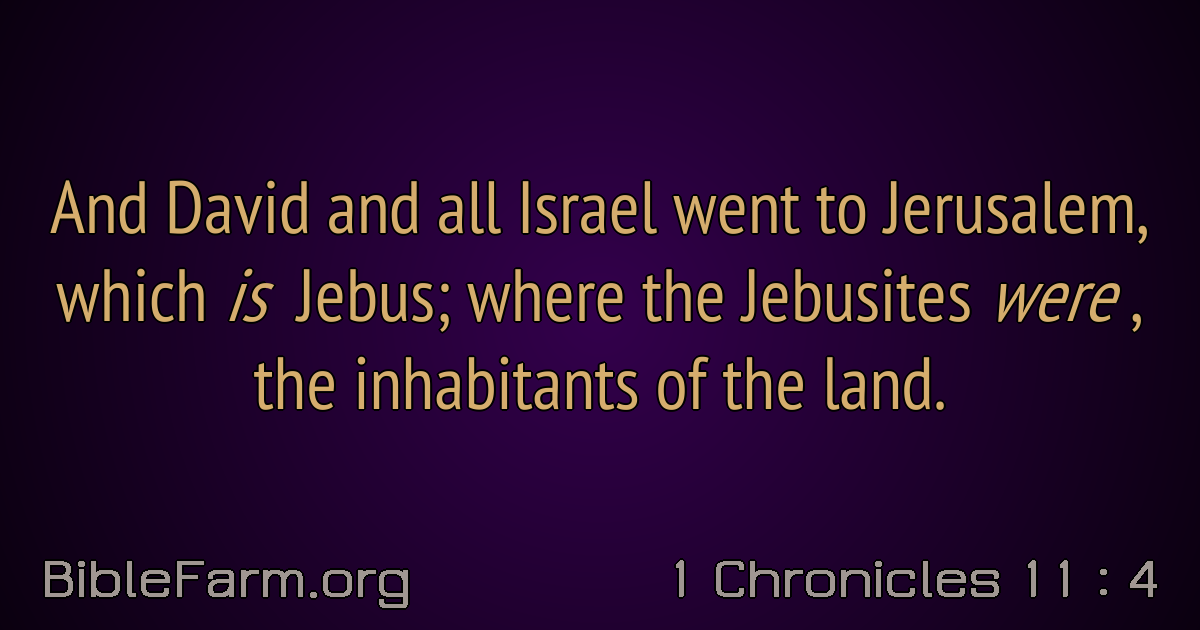 And David and all Israel went to Jerusalem,
which is Jebus; where the Jebusites were ,
the inhabitants of the land.
BibleFarm.org
1 Chronicles 11 : 4